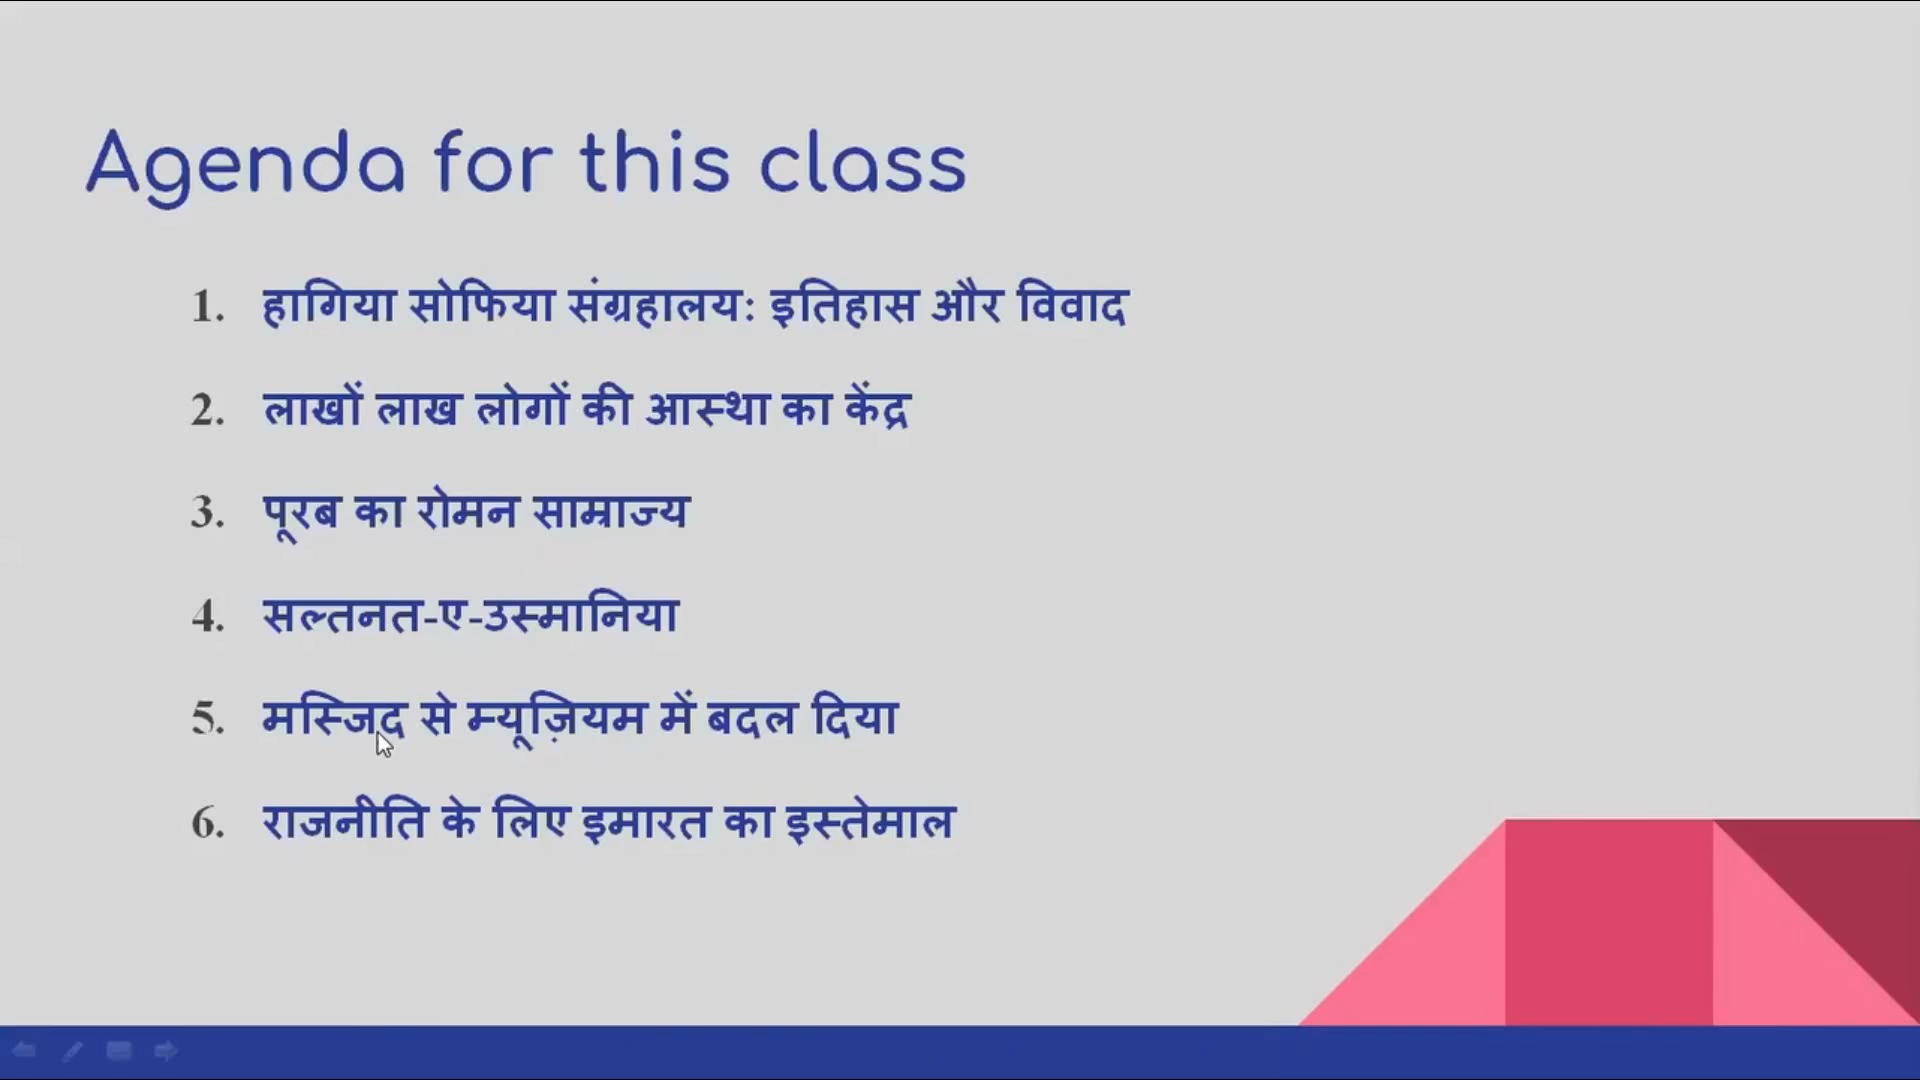 Agenda for this class
1. हागिया सोफिया संग्रहालय: इतिहास और विवाद
2. लाखों लाख लोगों की आस्था का केंद्र
3. पूरब का रोमन साम्राज्य
4. सल्तनत-ए-उस्मानिया
5. मस्जिद से म्यूज़ियम में बदल दिया
6. राजनीति के लिए इमारत का इस्तेमाल